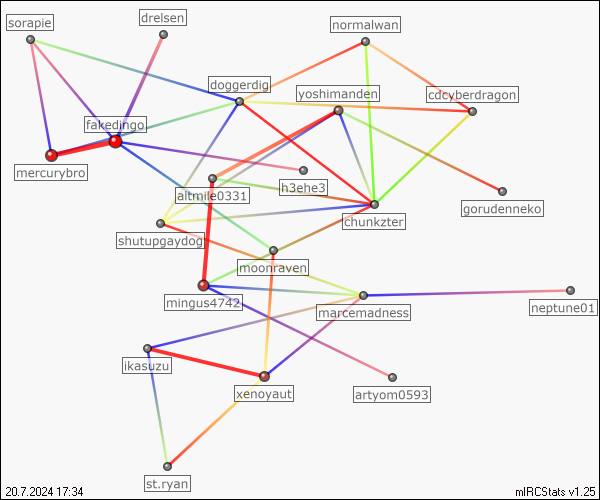 sorapie
drelsen
normalwan
doggerdig
yoshimanden
cdcyberdragon
fakedingo
mercurybro
h3ehe3
altmile0331
gorudenneko
chunkzter
shutupgaydog
moonraven
mingus4742
marcemadness
neptune01
ikasuzu
xenoyaut
artyom0593
st.ryan
20.7.2024 17:34
mIRCStats v1.25